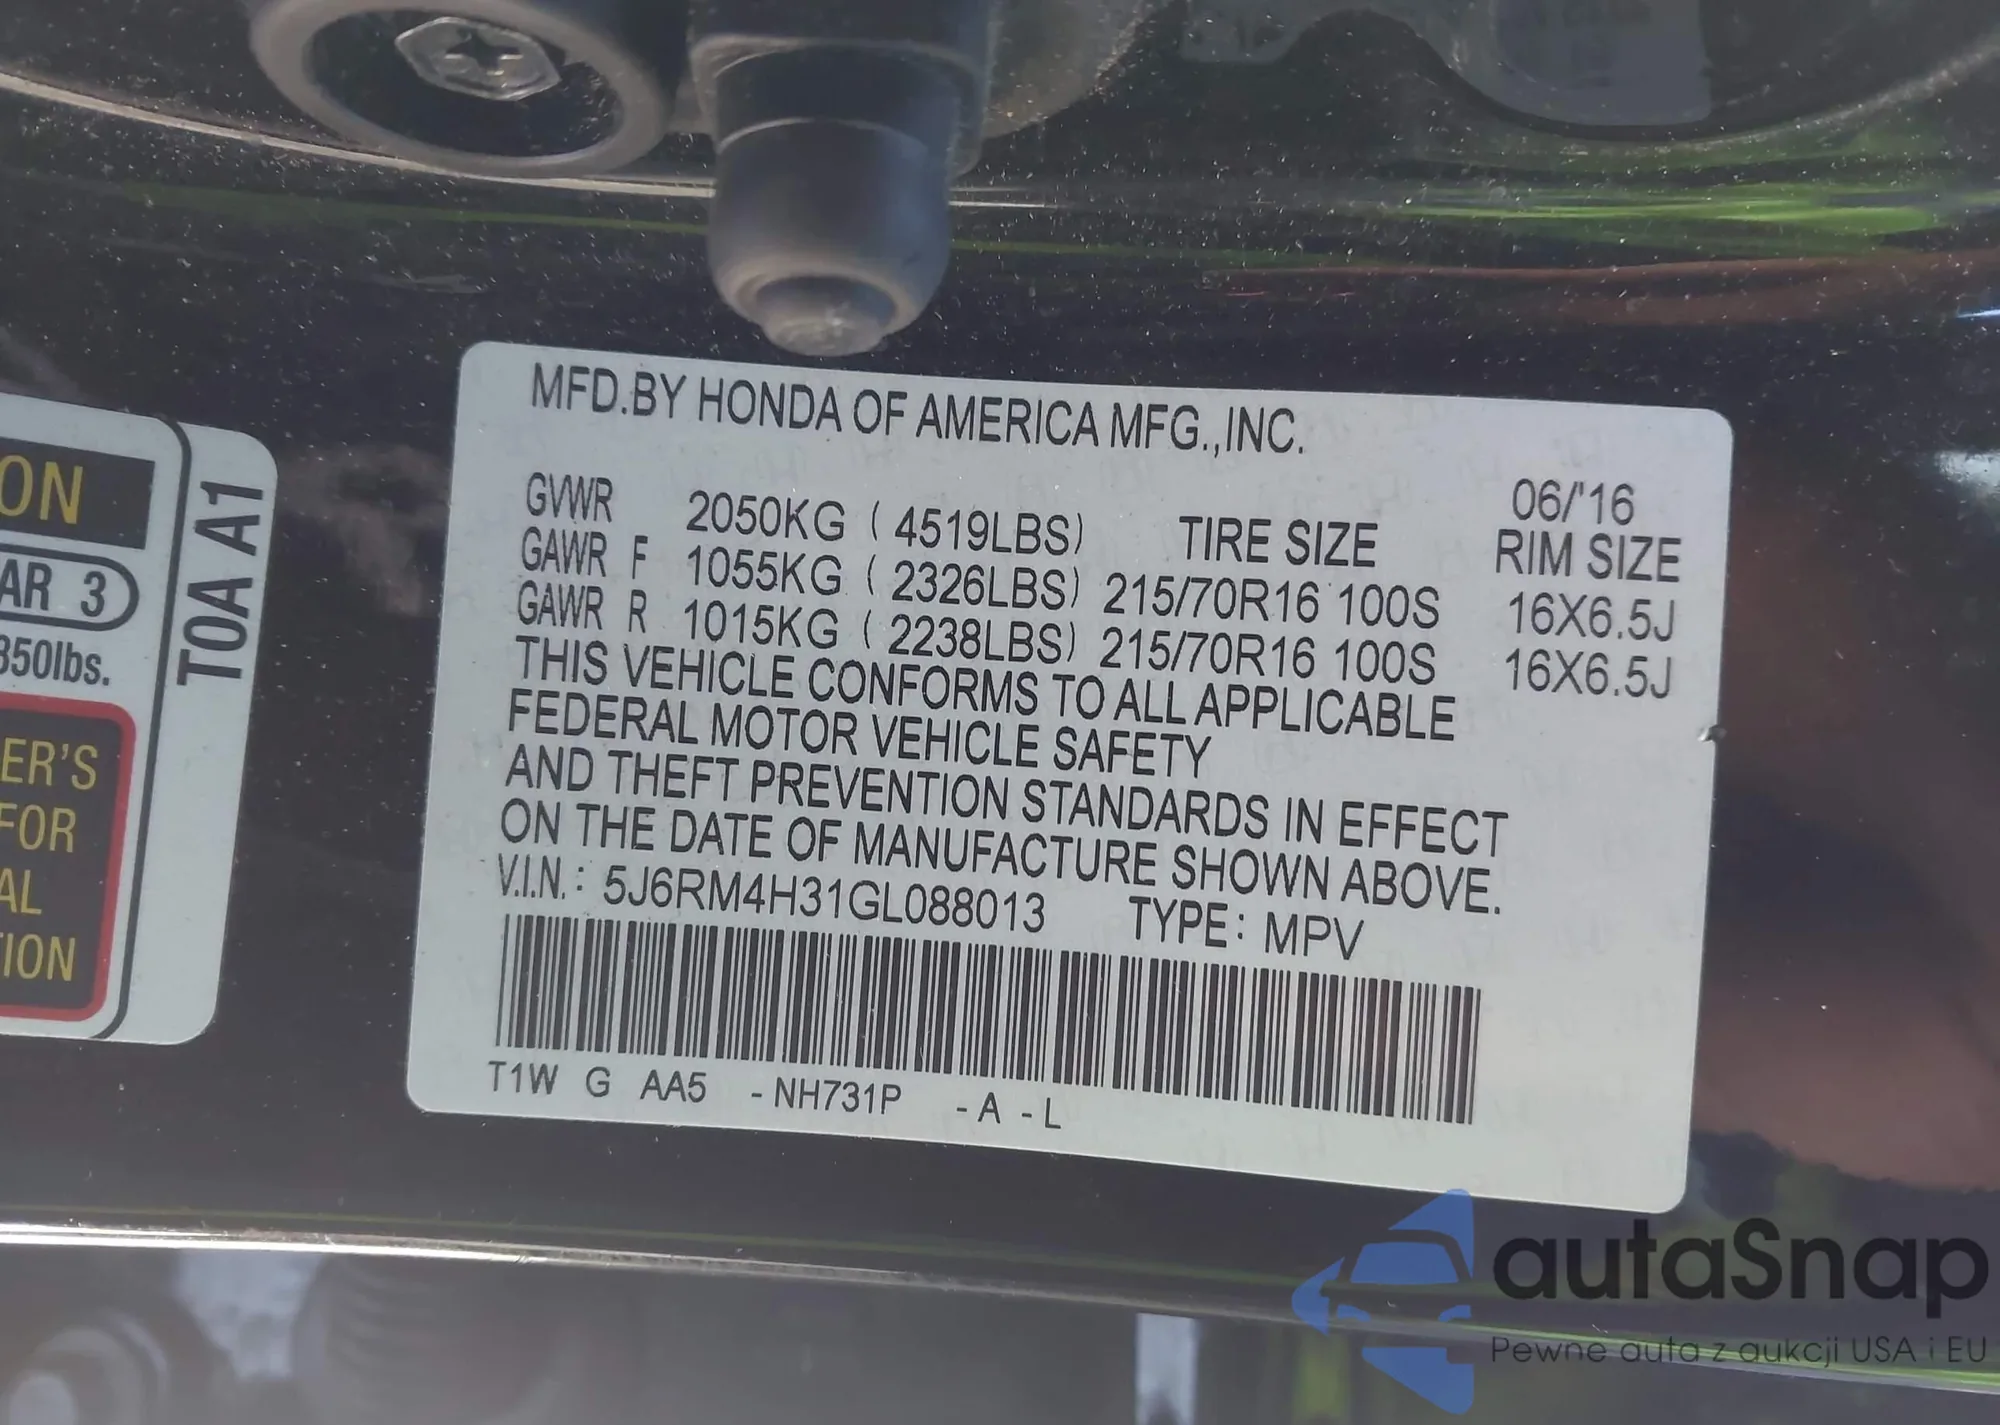 MFD.BY HONDA OF AMERICA MFG.,INC.
06/'16
GVWR 2050KG ( 4519LBS) TIRE SIZE RIM SIZE
GAWR F 1055KG ( 2326LBS) 215/70R16 100S 16X6.5J
GAWR R 1015KG ( 2238LBS) 215/70R16 100S 16X6.5J
THIS VEHICLE CONFORMS TO ALL APPLICABLE
FEDERAL MOTOR VEHICLE SAFETY
AND THEFT PREVENTION STANDARDS IN EFFECT
ON THE DATE OF MANUFACTURE SHOWN ABOVE.
V.I.N.: 5J6RM4H31GL088013 TYPE: MPV
T1W G AA5 -NH731P -A -L
ON
AR 3
850lbs.
ER'S
FOR
AL
TION
T0A A1
autaSnap
Pewne auta z aukcji USA i EU